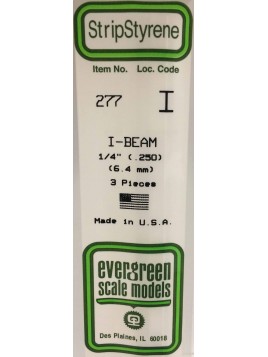 StripStyrene
Item No. Loc. Code
277 I
I-BEAM
1/4" (.250)
(6.4 mm)
3 Pieces
Made in U.S.A.
evergreen
scale models
Des Plaines, IL 60018